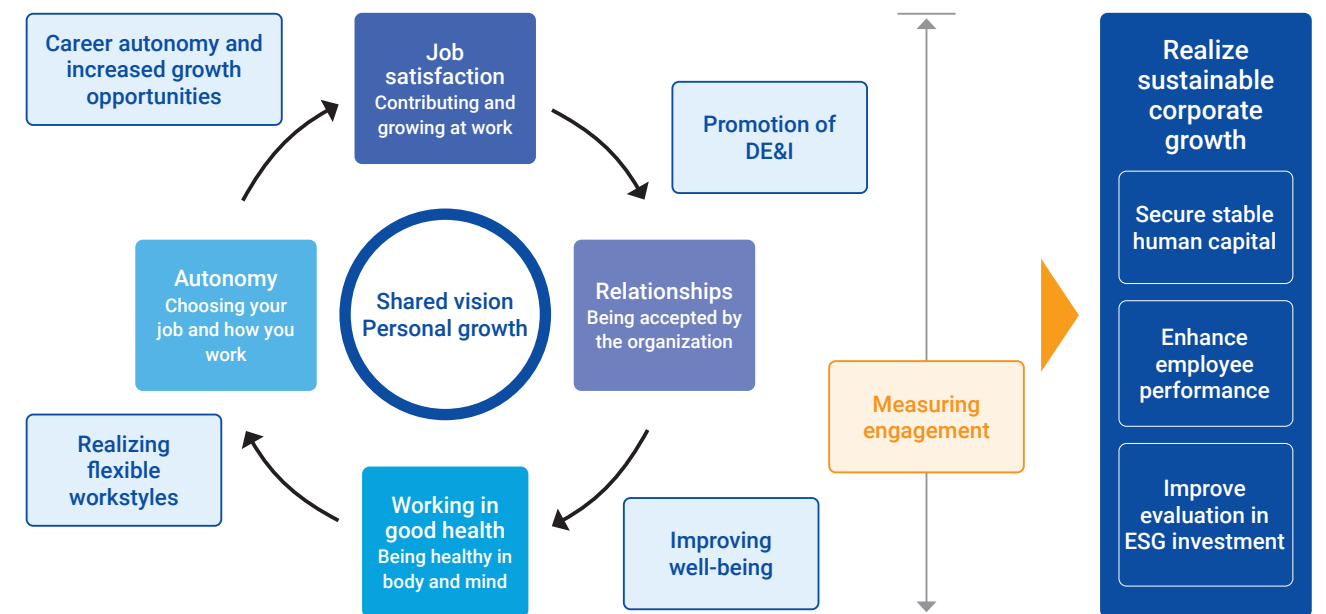 Career autonomy and
increased growth
opportunities
Job
satisfaction
Contributing and
growing at work
Promotion of
DE&I
Autonomy
Choosing your
job and how you
work
Shared vision
Personal growth
Relationships
Being accepted by
the organization
Realizing
flexible
workstyles
Working in
good health
Being healthy in
body and mind
Improving
well-being
Measuring
engagement
Realize
sustainable
corporate
growth
Secure stable
human capital
Enhance
employee
performance
Improve
evaluation in
ESG investment